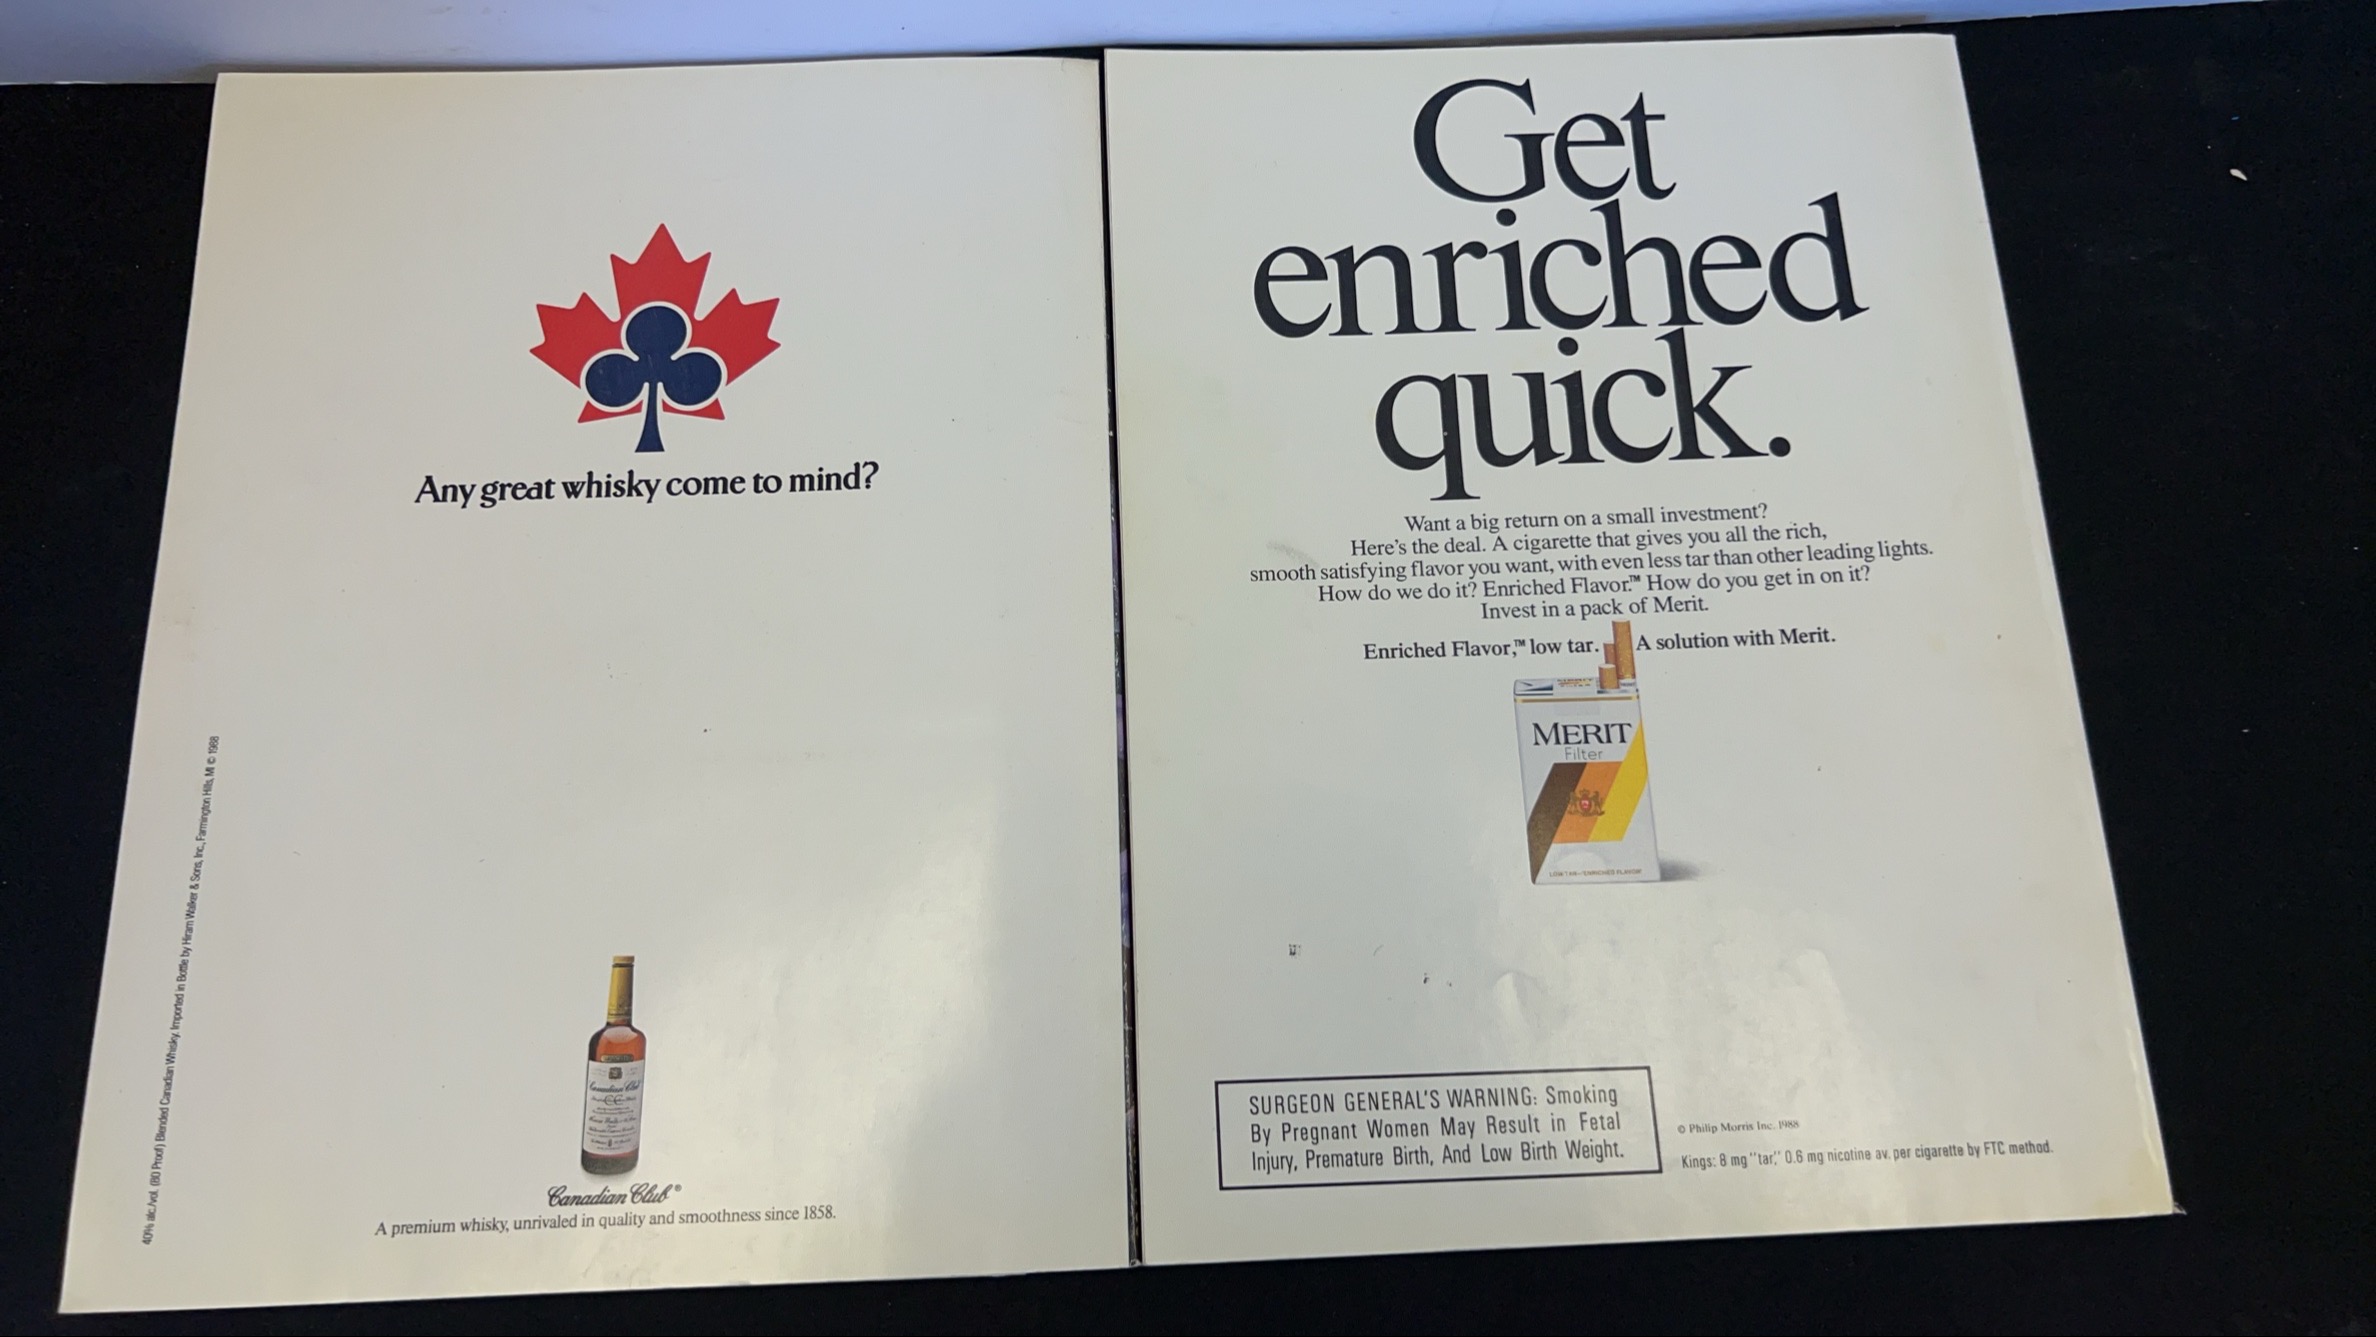 Any great whisky come to mind?
40% alc./vol. (80 Proof) Blended Canadian Whisky. Imported in Bottle by Hiram Walker & Sons, Inc., Farmington Hills, MI © 1988
Canadian Club
CC
Canadian Club®
A premium whisky, unrivaled in quality and smoothness since 1858.
Get
enriched
quick.
Want a big return on a small investment?
Here's the deal. A cigarette that gives you all the rich,
smooth satisfying flavor you want, with even less tar than other leading lights.
How do we do it? Enriched Flavor.™ How do you get in on it?
Invest in a pack of Merit.
Enriched Flavor,™ low tar. A solution with Merit.
MERIT
Filter
LOW TAR—ENRICHED FLAVOR
SURGEON GENERAL'S WARNING: Smoking
By Pregnant Women May Result in Fetal
Injury, Premature Birth, And Low Birth Weight.
© Philip Morris Inc. 1988
Kings: 8 mg "tar," 0.6 mg nicotine av. per cigarette by FTC method.